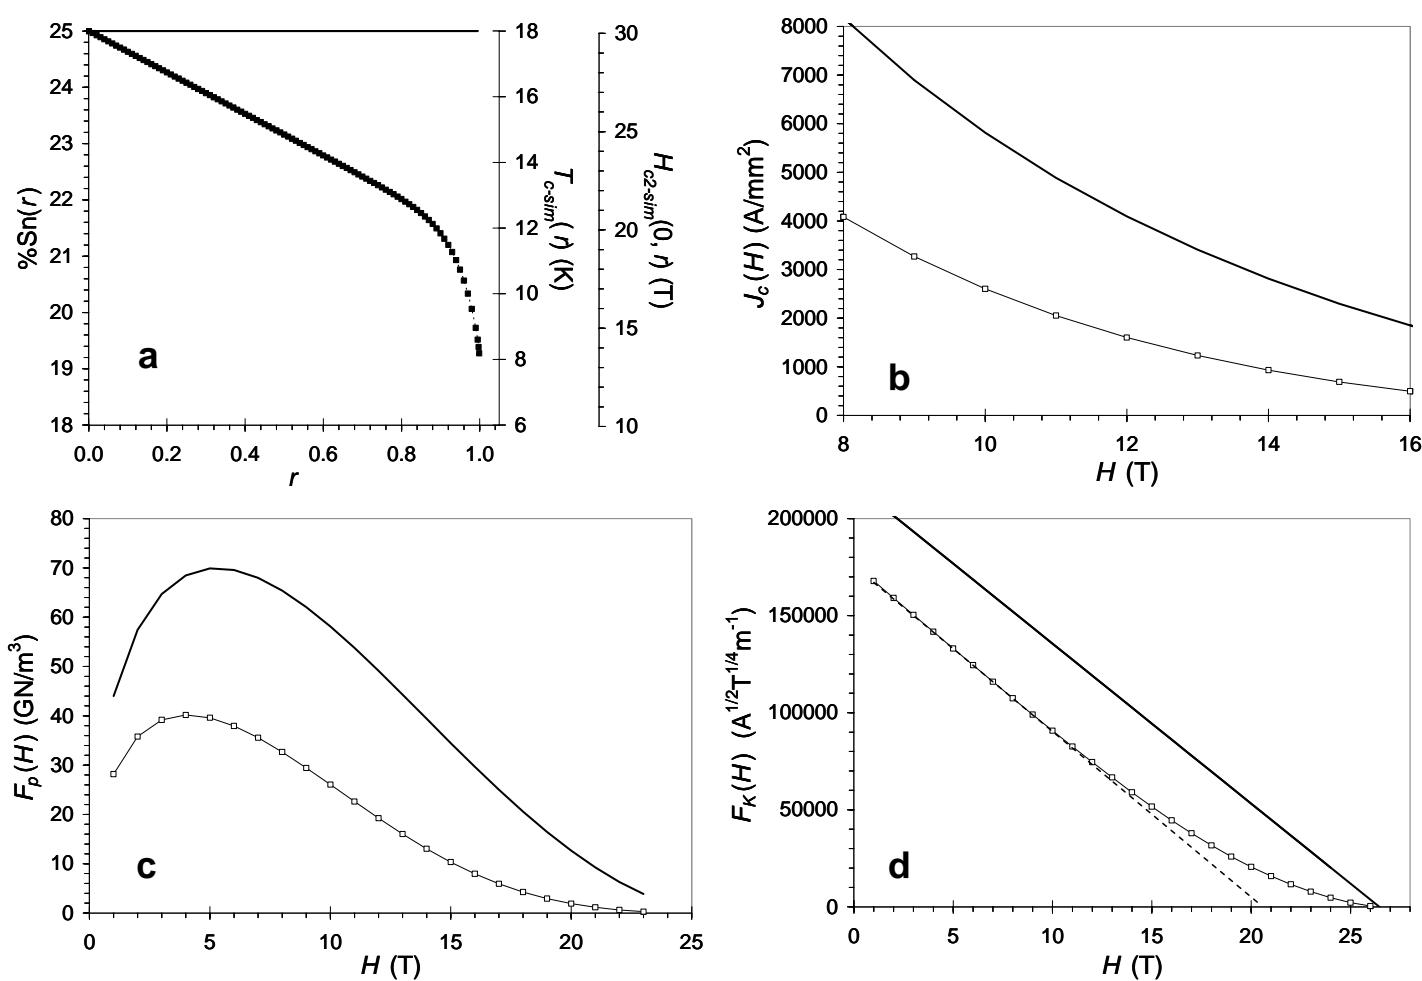 25
24
23
22
21
20
19
18
%Sn(r)
0.0 0.2 0.4 0.6 0.8 1.0
r
18
16
14
12
10
8
6
T c-sim (r) (K)
30
25
20
15
10
H c2-sim (0, r) (T)
a
8000
7000
6000
5000
4000
3000
2000
1000
0
J c (H) (A/mm2)
8 10 12 14 16
H (T)
b
80
70
60
50
40
30
20
10
0
F p (H) (GN/m3)
0 5 10 15 20 25
H (T)
c
200000
150000
100000
50000
0
F K (H) (A1/2T1/4m-1)
0 5 10 15 20 25
H (T)
d